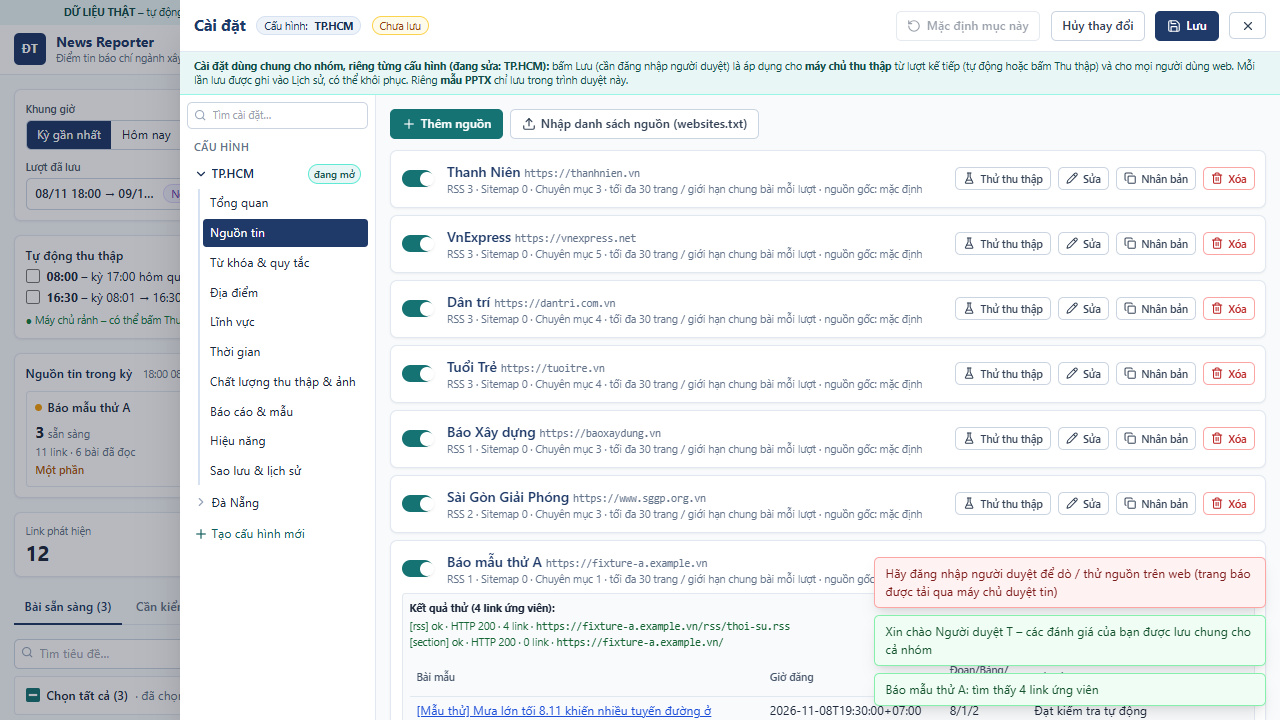 DỮ LIỆU THẬT – tự động
ĐT
News Reporter
Điểm tin báo chí ngành xây
Khung giờ
Kỳ gần nhất
Hôm nay
Lượt đã lưu
08/11 18:00 → 09/1...
Tự động thu thập
08:00 – kỳ 17:00 hôm qu
16:30 – kỳ 08:01 → 16:30
Máy chủ rảnh – có thể bấm Thu
Nguồn tin trong kỳ 18:00 08
Báo mẫu thử A
3 sẵn sàng
11 link · 6 bài đã đọc
Một phần
Link phát hiện
12
Bài sẵn sàng (3)
Cần kiể
Tìm tiêu đề...
Chọn tất cả (3) · đã chọn
Cài đặt
Cấu hình: TP.HCM
Chưa lưu
Mặc định mục này
Hủy thay đổi
Lưu
Cài đặt dùng chung cho nhóm, riêng từng cấu hình (đang sửa: TP.HCM): bấm Lưu (cần đăng nhập người duyệt) là áp dụng cho máy chủ thu thập từ lượt kế tiếp (tự động hoặc bấm Thu thập) và cho mọi người dùng web. Mỗi
lần lưu được ghi vào Lịch sử, có thể khôi phục. Riêng mẫu PPTX chỉ lưu trong trình duyệt này.
Tìm cài đặt...
CẤU HÌNH
TP.HCM
đang mở
Tổng quan
Nguồn tin
Từ khóa & quy tắc
Địa điểm
Lĩnh vực
Thời gian
Chất lượng thu thập & ảnh
Báo cáo & mẫu
Hiệu năng
Sao lưu & lịch sử
Đà Nẵng
+ Tạo cấu hình mới
+ Thêm nguồn
Nhập danh sách nguồn (websites.txt)
Thanh Niên https://thanhnien.vn
RSS 3 · Sitemap 0 · Chuyên mục 3 · tối đa 30 trang / giới hạn chung bài mỗi lượt · nguồn gốc: mặc định
Thử thu thập
Sửa
Nhân bản
Xóa
VnExpress https://vnexpress.net
RSS 3 · Sitemap 0 · Chuyên mục 5 · tối đa 30 trang / giới hạn chung bài mỗi lượt · nguồn gốc: mặc định
Thử thu thập
Sửa
Nhân bản
Xóa
Dân trí https://dantri.com.vn
RSS 3 · Sitemap 0 · Chuyên mục 4 · tối đa 30 trang / giới hạn chung bài mỗi lượt · nguồn gốc: mặc định
Thử thu thập
Sửa
Nhân bản
Xóa
Tuổi Trẻ https://tuoitre.vn
RSS 3 · Sitemap 0 · Chuyên mục 4 · tối đa 30 trang / giới hạn chung bài mỗi lượt · nguồn gốc: mặc định
Thử thu thập
Sửa
Nhân bản
Xóa
Báo Xây dựng https://baoxaydung.vn
RSS 1 · Sitemap 0 · Chuyên mục 3 · tối đa 30 trang / giới hạn chung bài mỗi lượt · nguồn gốc: mặc định
Thử thu thập
Sửa
Nhân bản
Xóa
Sài Gòn Giải Phóng https://www.sggp.org.vn
RSS 2 · Sitemap 0 · Chuyên mục 3 · tối đa 30 trang / giới hạn chung bài mỗi lượt · nguồn gốc: mặc định
Thử thu thập
Sửa
Nhân bản
Xóa
Báo mẫu thử A https://fixture-a.example.vn
RSS 1 · Sitemap 0 · Chuyên mục 1 · tối đa 30 trang / giới hạn chung bài mỗi lượt · nguồn gốc
Kết quả thử (4 link ứng viên):
[rss] ok · HTTP 200 · 4 link · https://fixture-a.example.vn/rss/thoi-su.rss
[section] ok · HTTP 200 · 0 link · https://fixture-a.example.vn/
Bài mẫu
Giờ đăng
Đoạn/Bảng/
[Mẫu thử] Mưa lớn tối 8.11 khiến nhiều tuyến đường ở
2026-11-08T19:30:00+07:00
8/1/2
Đạt kiểm tra tự động
Hãy đăng nhập người duyệt để dò / thử nguồn trên web (trang báo
được tải qua máy chủ duyệt tin)
Xin chào Người duyệt T – các đánh giá của bạn được lưu chung cho
cả nhóm
Báo mẫu thử A: tìm thấy 4 link ứng viên